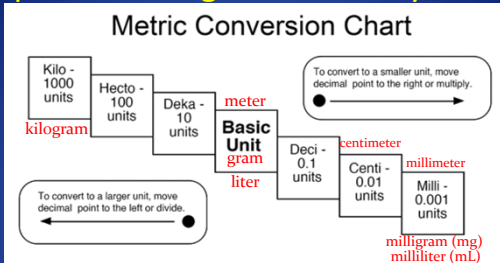 Metric Conversion Chart
Kilo -
1000
units
kilogram
Hecto -
100
units
Deka -
10
units
meter
Basic
Unit
gram
liter
Deci -
0.1
units
centimeter
Centi -
0.01
units
millimeter
Milli -
0.001
units
milligram (mg)
milliliter (mL)
To convert to a smaller unit, move
decimal point to the right or multiply.
To convert to a larger unit, move
decimal point to the left or divide.